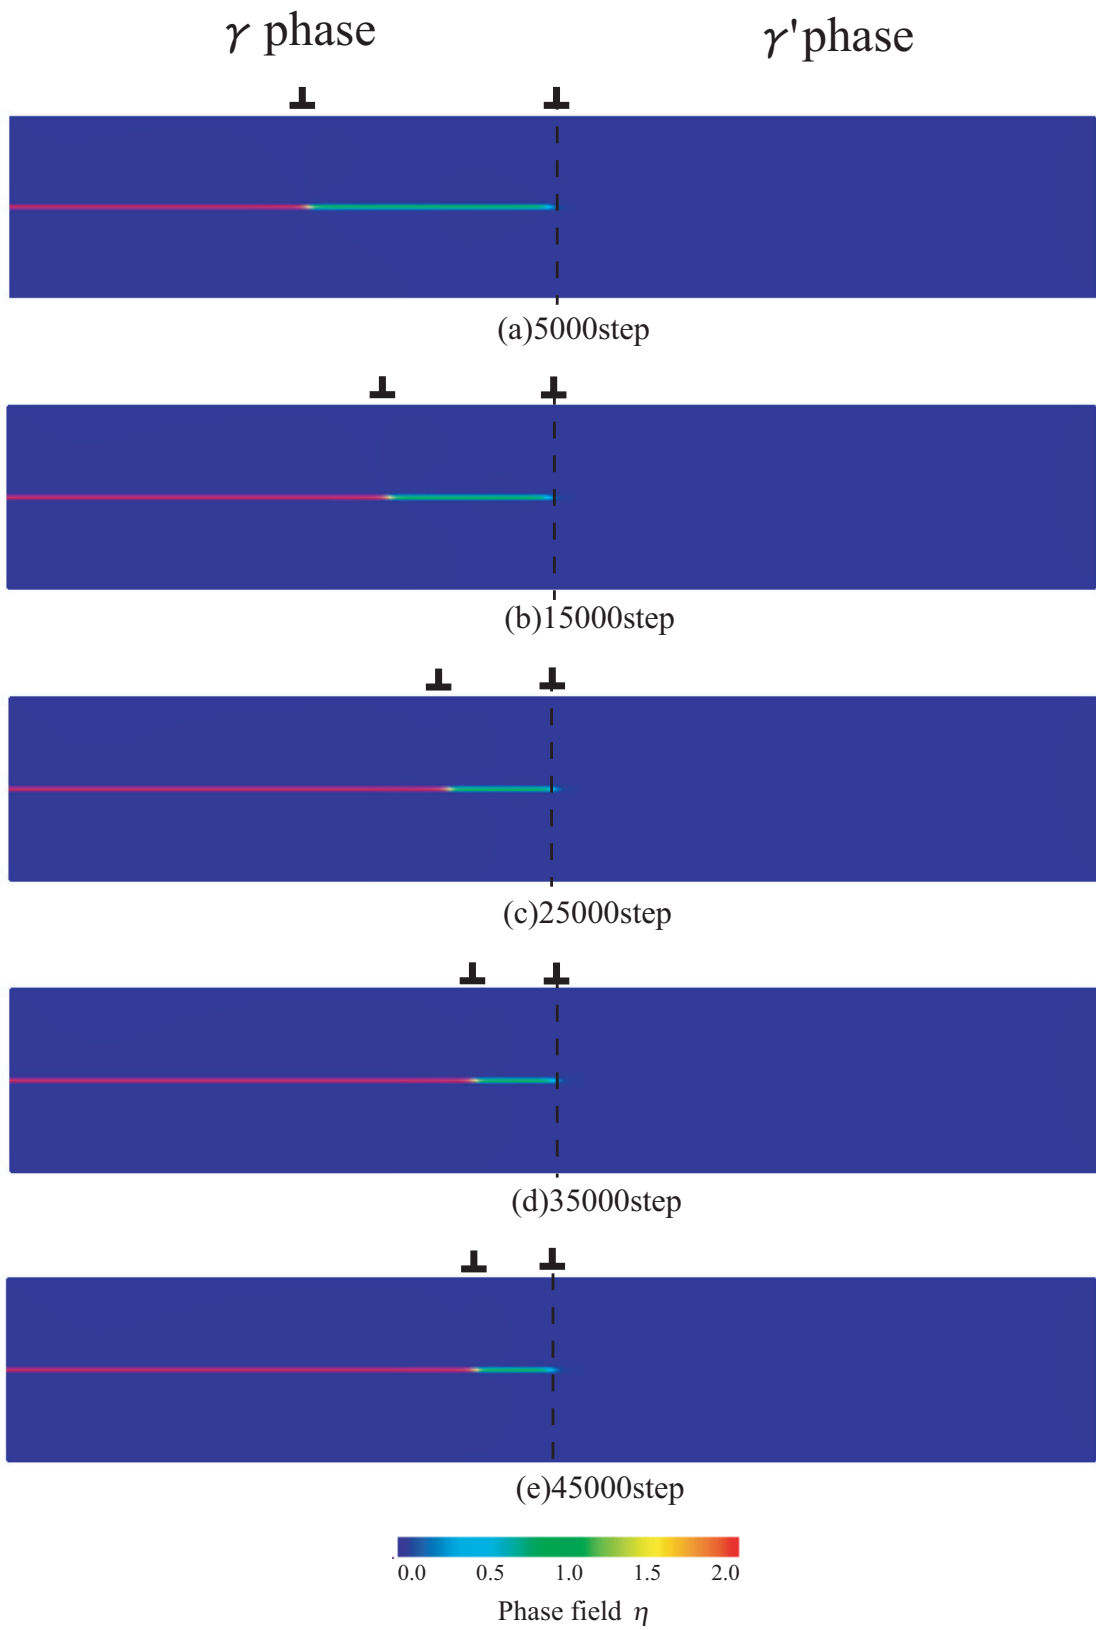 γ phase γ'phase
(a)5000step
(b)15000step
(c)25000step
(d)35000step
(e)45000step
0.0 0.5 1.0 1.5 2.0
Phase field η